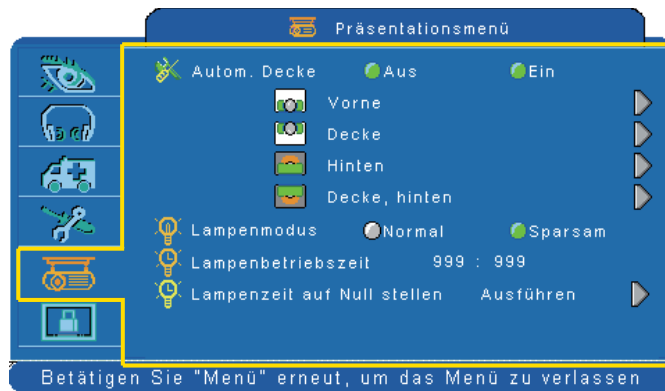 Präsentationsmenü
Autom. Decke Aus Ein
Vorne
Decke
Hinten
Decke, hinten
Lampenmodus Normal Sparsam
Lampenbetriebszeit 999 : 999
Lampenzeit auf Null stellen Ausführen
Betätigen Sie "Menü" erneut, um das Menü zu verlassen